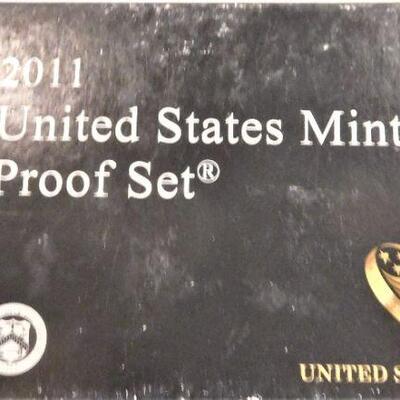 2011
United States Mint
Proof Set®
UNITED S